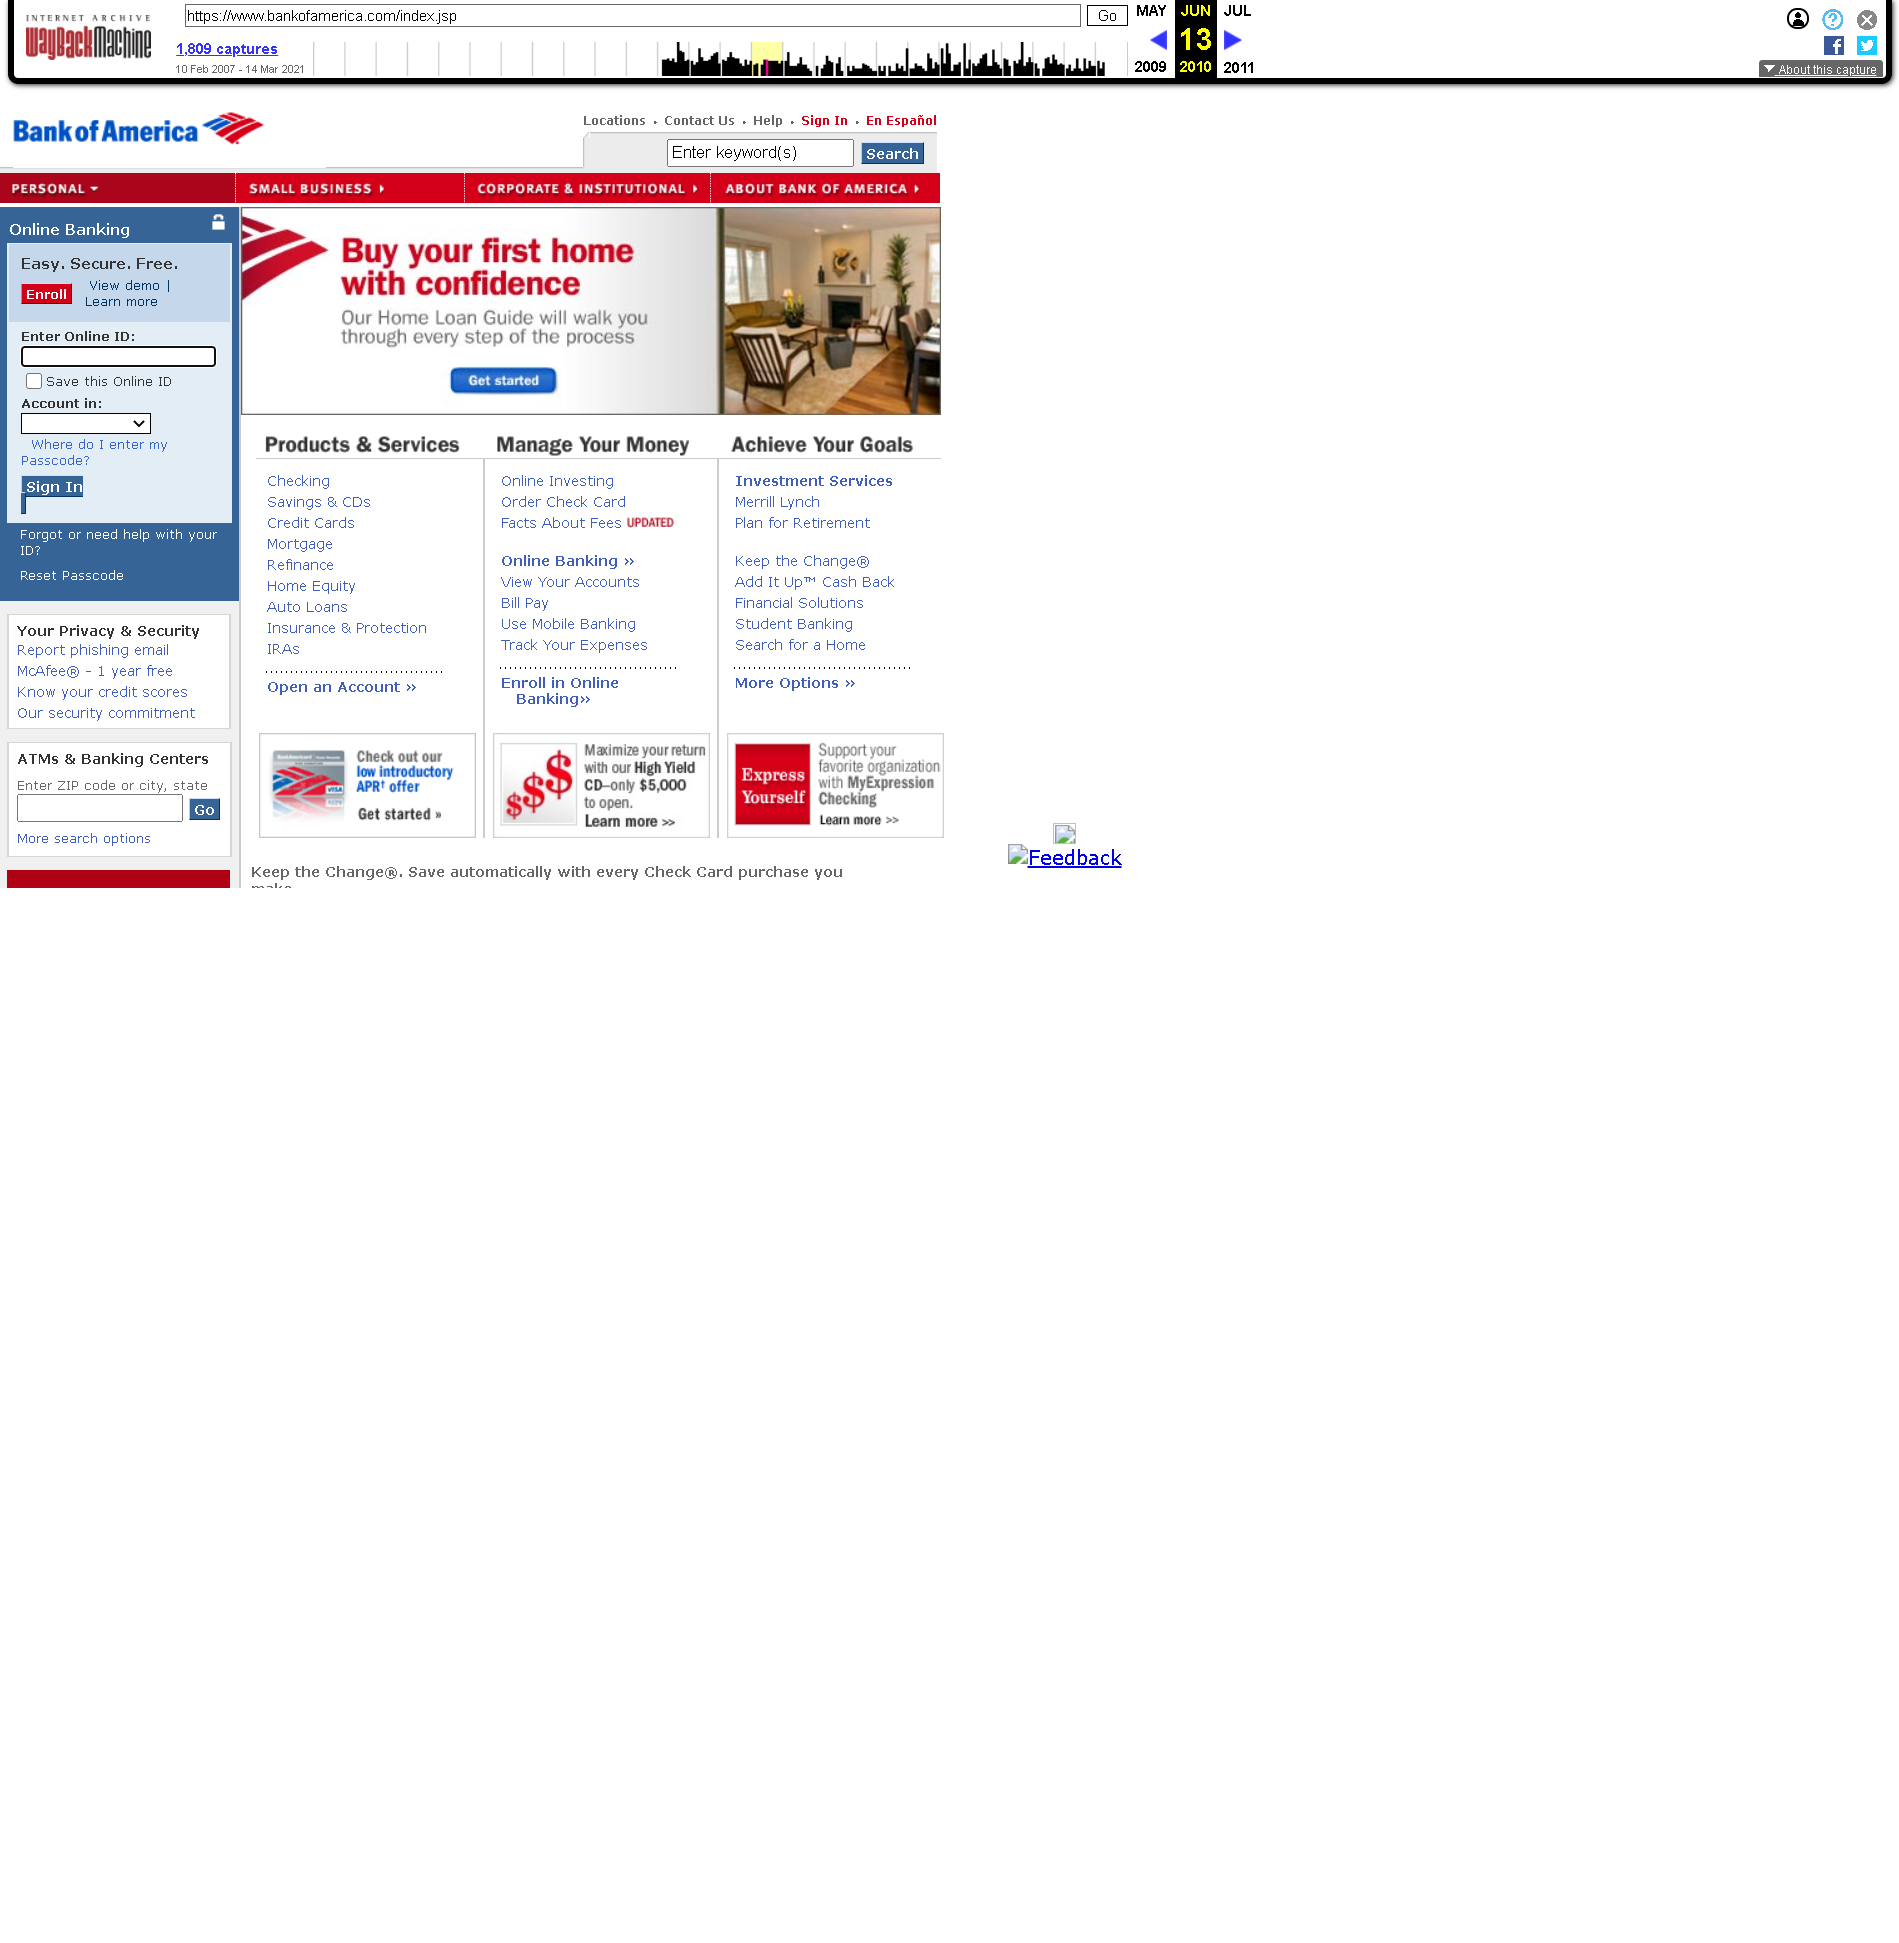 INTERNET ARCHIVE
WayBackMachine
https://www.bankofamerica.com/index.jsp
Go
1,809 captures
10 Feb 2007 - 14 Mar 2021
MAY JUN JUL
13
2009 2010 2011
About this capture
Bank of America
Locations • Contact Us • Help • Sign In • En Español
Enter keyword(s)
Search
PERSONAL
SMALL BUSINESS
CORPORATE & INSTITUTIONAL
ABOUT BANK OF AMERICA
Online Banking
Easy. Secure. Free.
Enroll
View demo |
Learn more
Enter Online ID:
Save this Online ID
Account in:
Where do I enter my
Passcode?
Sign In
Forgot or need help with your
ID?
Reset Passcode
Your Privacy & Security
Report phishing email
McAfee® - 1 year free
Know your credit scores
Our security commitment
ATMs & Banking Centers
Enter ZIP code or city, state
Go
More search options
Buy your first home
with confidence
Our Home Loan Guide will walk you
through every step of the process
Get started
Products & Services
Checking
Savings & CDs
Credit Cards
Mortgage
Refinance
Home Equity
Auto Loans
Insurance & Protection
IRAs
Open an Account »
Manage Your Money
Online Investing
Order Check Card
Facts About Fees UPDATED
Online Banking »
View Your Accounts
Bill Pay
Use Mobile Banking
Track Your Expenses
Enroll in Online
Banking»
Achieve Your Goals
Investment Services
Merrill Lynch
Plan for Retirement
Keep the Change®
Add It Up™ Cash Back
Financial Solutions
Student Banking
Search for a Home
More Options »
VISA
Check out our
low introductory
APR† offer
Get started »
$$$
Maximize your return
with our High Yield
CD–only $5,000
to open.
Learn more >>
Express
Yourself
Support your
favorite organization
with MyExpression
Checking
Learn more >>
Keep the Change®. Save automatically with every Check Card purchase you
make
Feedback